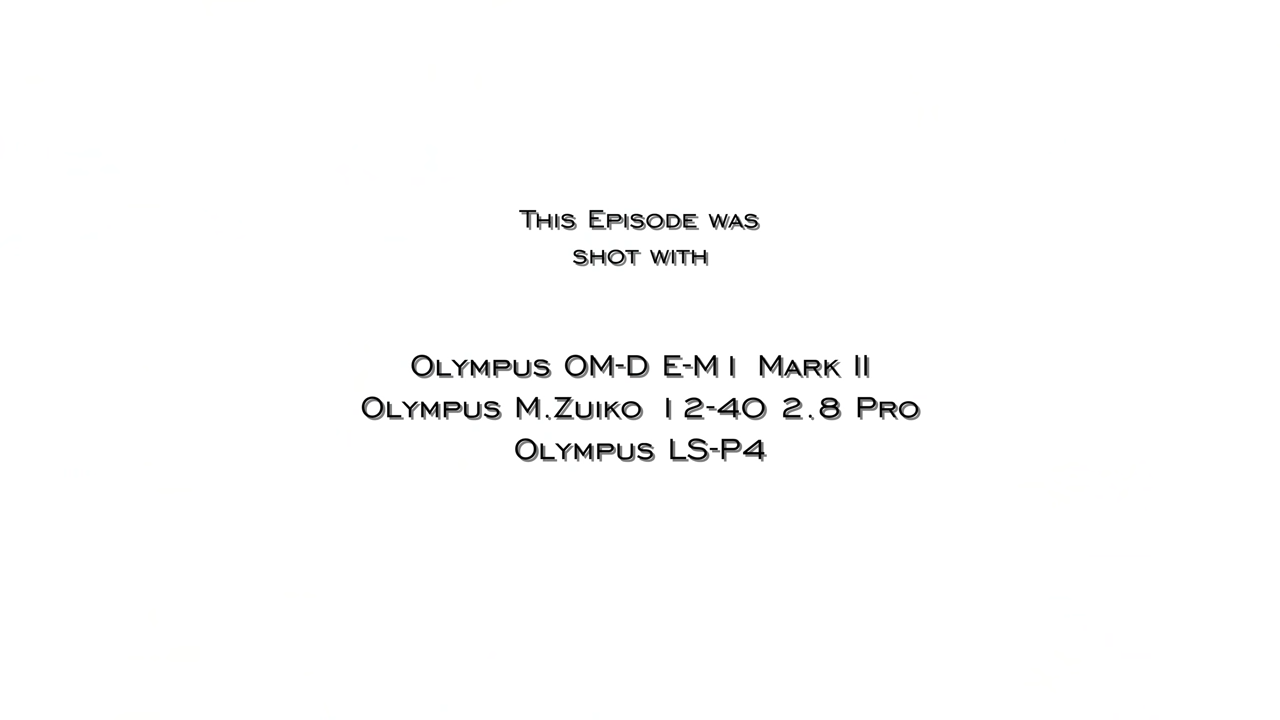 This Episode was
shot with
Olympus OM-D E-M1 Mark II
Olympus M.Zuiko 12-40 2.8 Pro
Olympus LS-P4